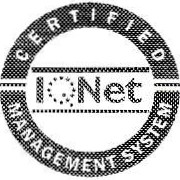 CERTIFIED
IQNet
MANAGEMENT SYSTEM